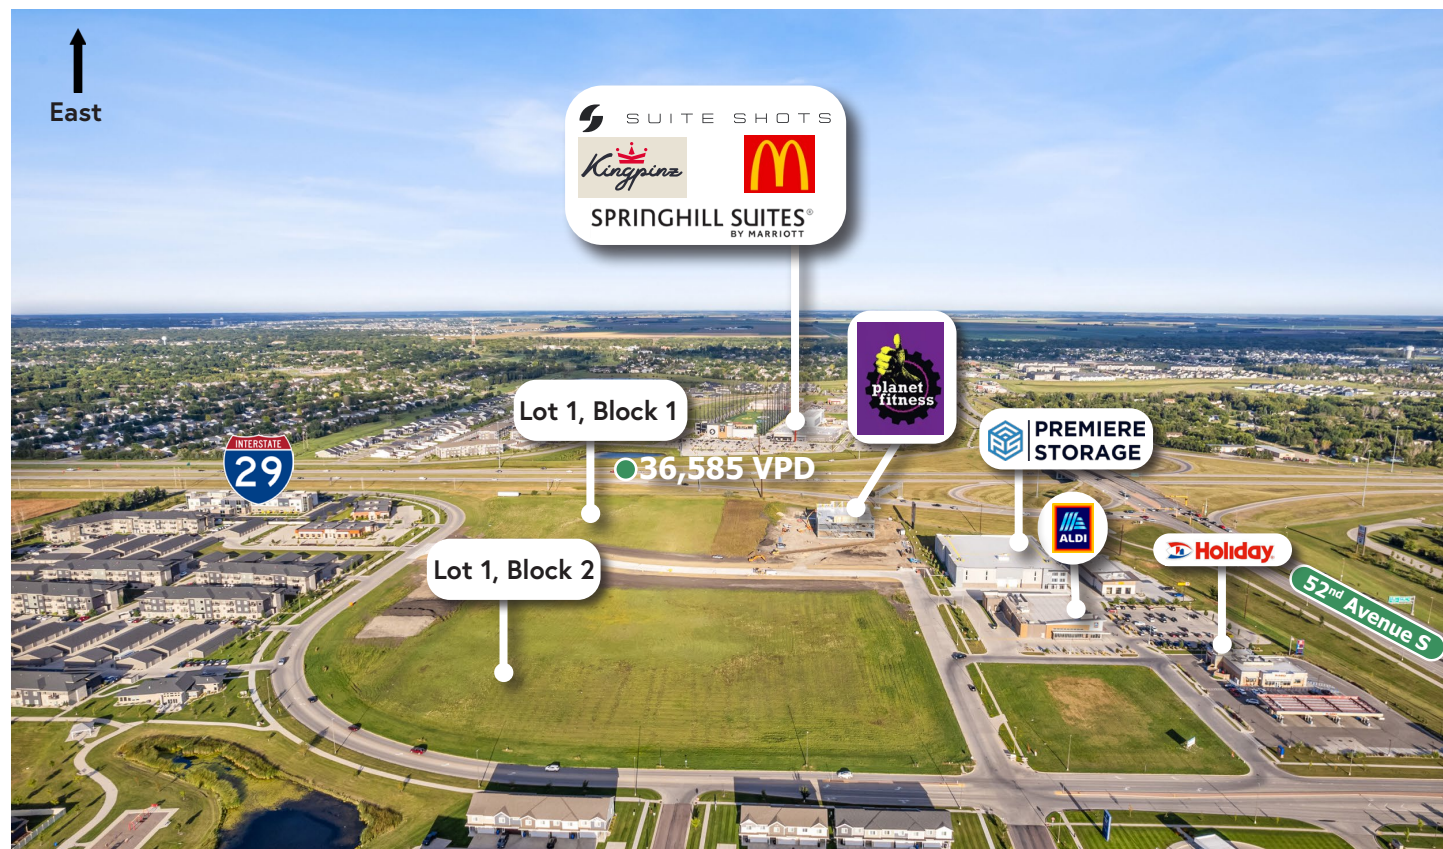 East
SUITE SHOTS
Kingpinz
SPRINGHILL SUITES®
BY MARRIOTT
planet
fitness
Lot 1, Block 1
PREMIERE
STORAGE
INTERSTATE
29
36,585 VPD
ALDI
Holiday
Lot 1, Block 2
52nd Avenue S